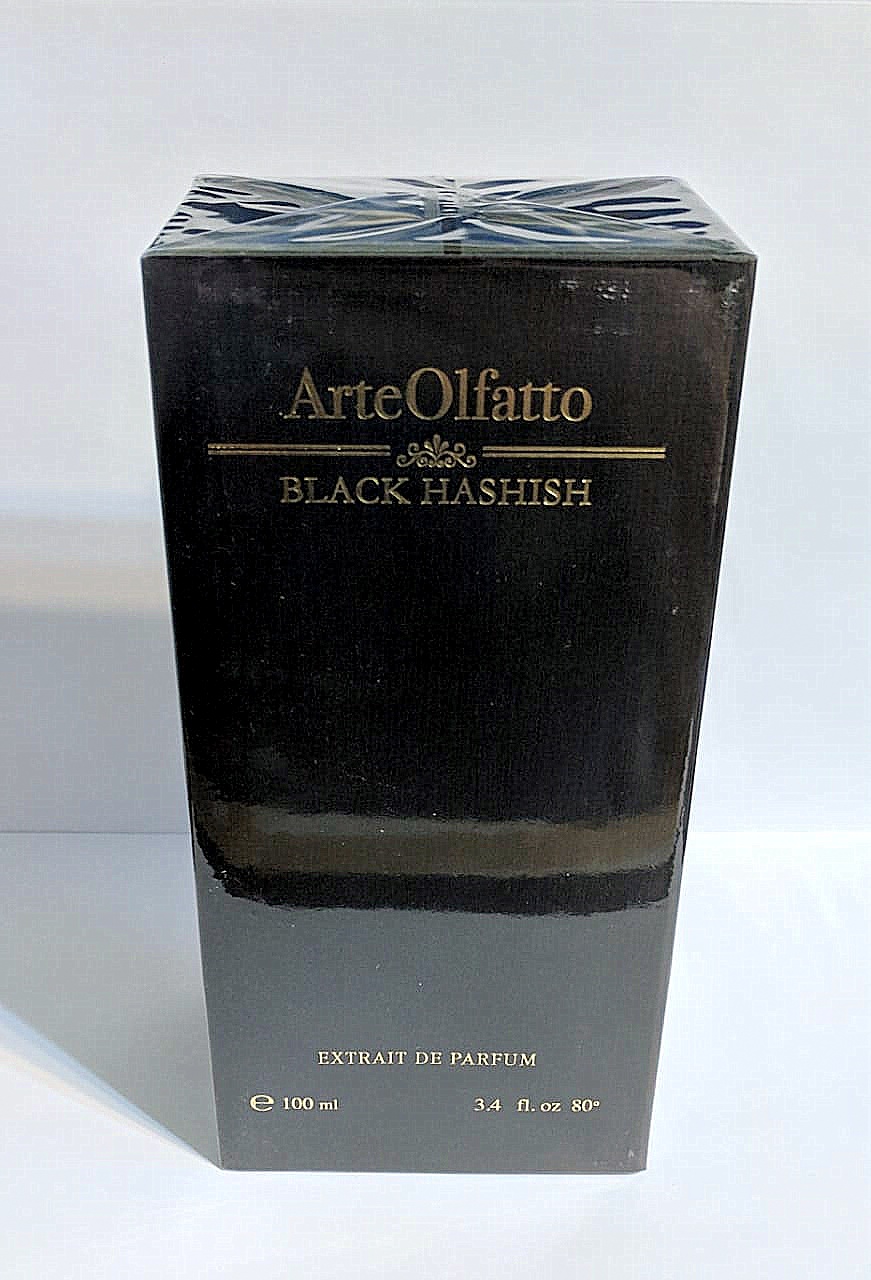 ArteOlfatto
BLACK HASHISH
EXTRAIT DE PARFUM
℮ 100 ml 3.4 fl. oz 80°